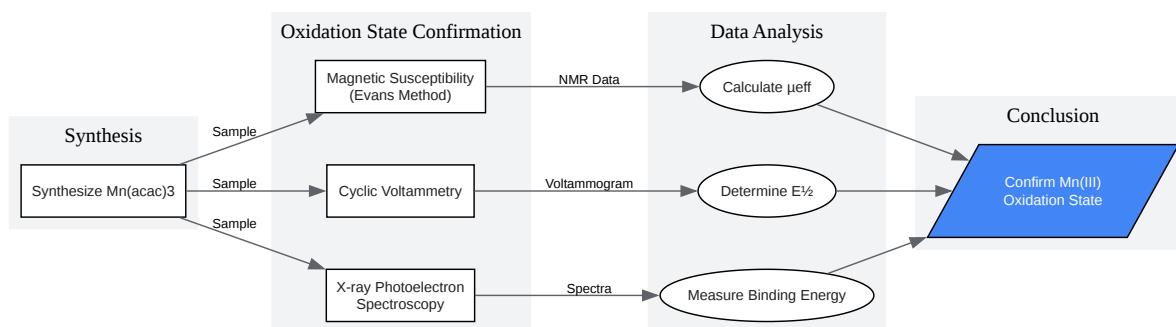 Oxidation State Confirmation
Data Analysis
Magnetic Susceptibility
(Evans Method)
NMR Data
Calculate µeff
Synthesis
Sample
Conclusion
Synthesize Mn(acac)3
Sample
Cyclic Voltammetry
Voltammogram
Determine E½
Confirm Mn(III)
Oxidation State
Sample
X-ray Photoelectron
Spectroscopy
Spectra
Measure Binding Energy